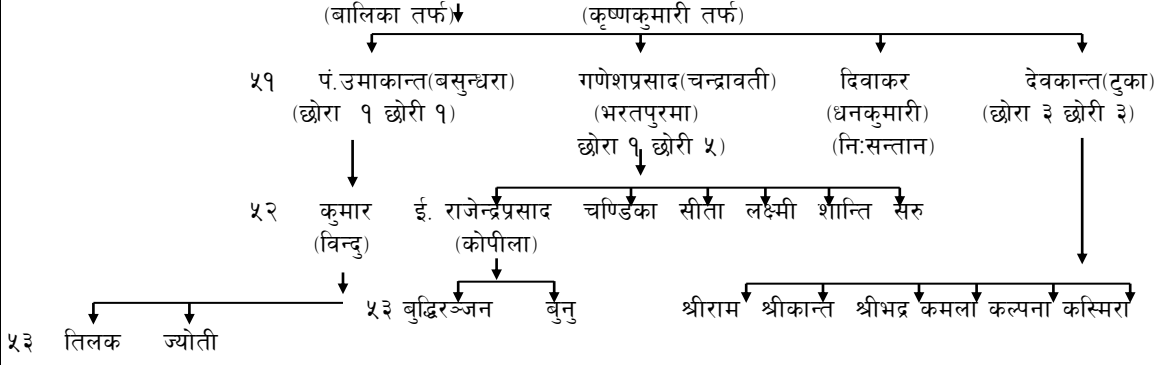 (बालिका तर्फ) (कृष्णकुमारी तर्फ)
५१ पं.उमाकान्त(बसुन्धरा) गणेशप्रसाद(चन्द्रावती) दिवाकर देवकान्त(टुका)
(छोरा १ छोरी १) (भरतपुरमा) (धनकुमारी) (छोरा ३ छोरी ३)
छोरा १ छोरी ५) (नि:सन्तान)
५२ कुमार ई. राजेन्द्रप्रसाद चण्डिका सीता लक्ष्मी शान्ति सरु
(विन्दु) (कोपीला)
५३ बुद्धिरञ्जन बुनु श्रीराम श्रीकान्त श्रीभद्र कमला कल्पना कस्मिरा
५३ तिलक ज्योती